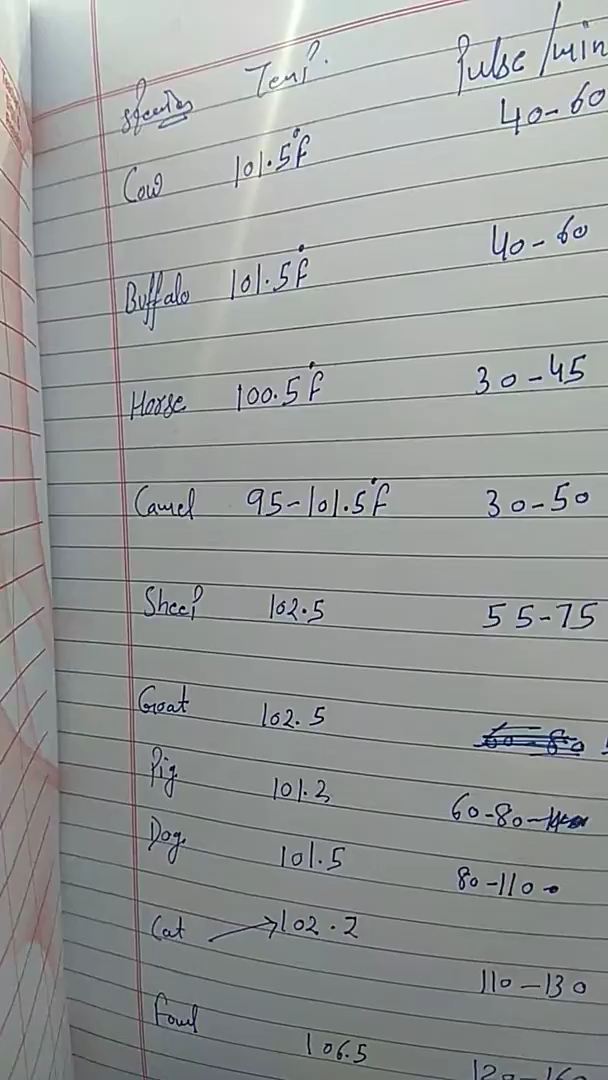 Species Temp. Pulse/min
Cow 101.5°f 40-60
Buffalo 101.5°f 40-60
Horse 100.5°f 30-45
Camel 95-101.5°f 30-50
Sheep 102.5 55-75
Goat 102.5
Pig 101.3 60-80
Dog 101.5 80-110
Cat → 102.2 110-130
Fowl 106.5